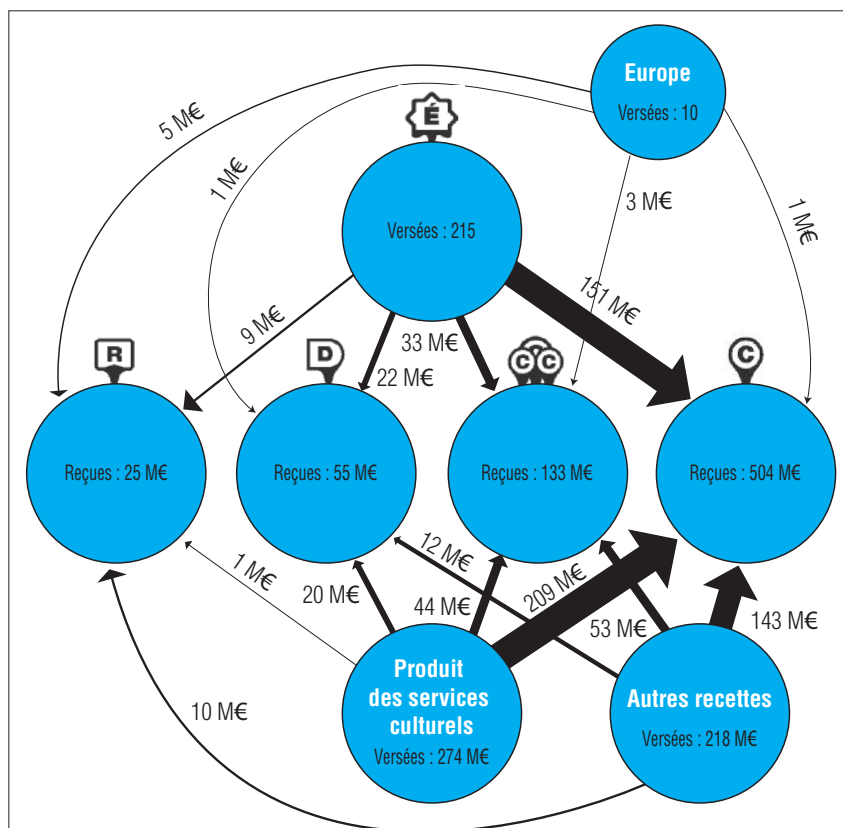 Europe
Versées : 10
5 M€
É
1 M€
3 M€
1 M€
Versées : 215
151 M€
9 M€
33 M€
22 M€
R
D
C C
C
Reçues : 25 M€
Reçues : 55 M€
Reçues : 133 M€
Reçues : 504 M€
1 M€
12 M€
20 M€
44 M€
209 M€
53 M€
143 M€
Produit
des services
culturels
Versées : 274 M€
Autres recettes
Versées : 218 M€
10 M€